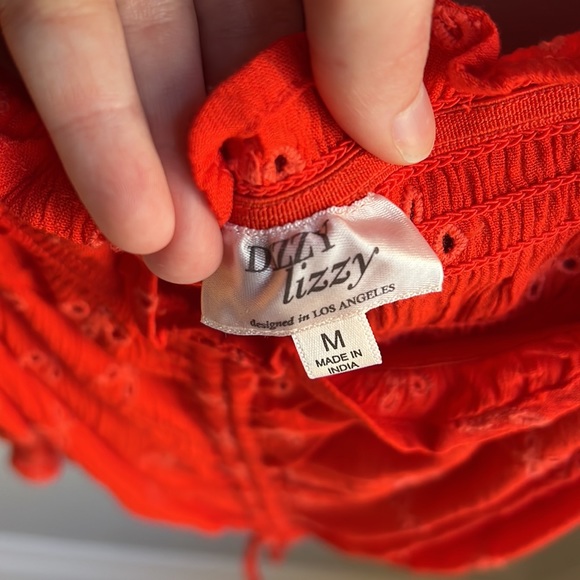 DIZZY
lizzy
designed in LOS ANGELES
M
MADE IN
INDIA